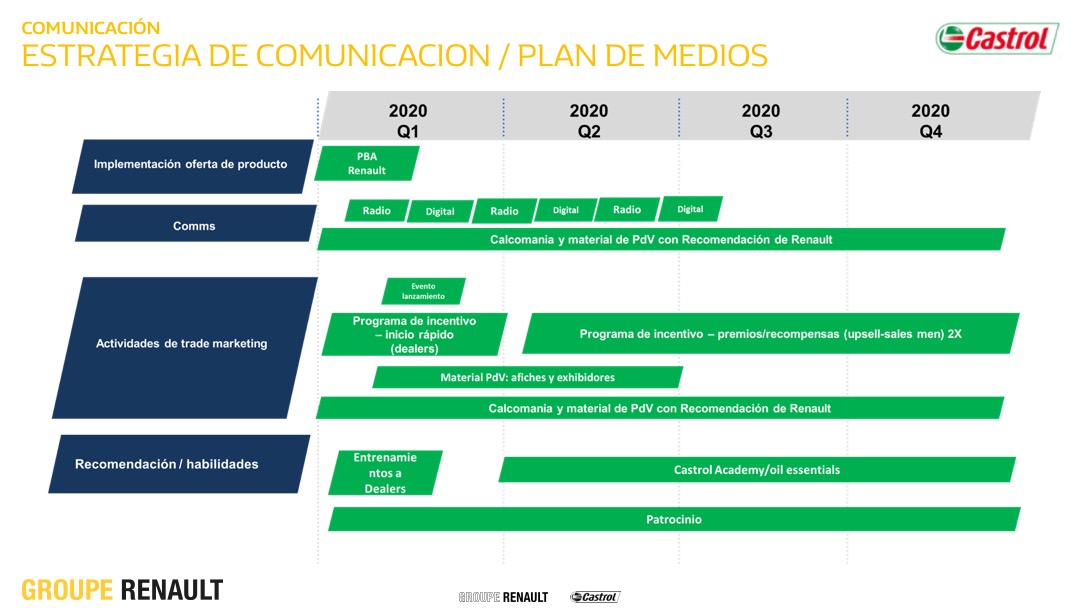 COMUNICACIÓN
ESTRATEGIA DE COMUNICACION / PLAN DE MEDIOS
Castrol
2020
Q1
2020
Q2
2020
Q3
2020
Q4
Implementación oferta de producto
PBA
Renault
Comms
Radio
Digital
Radio
Digital
Radio
Digital
Calcomania y material de PdV con Recomendación de Renault
Actividades de trade marketing
Evento
lanzamiento
Programa de incentivo
– inicio rápido
(dealers)
Programa de incentivo – premios/recompensas (upsell-sales men) 2X
Material PdV: afiches y exhibidores
Calcomania y material de PdV con Recomendación de Renault
Recomendación / habilidades
Entrenamie
ntos a
Dealers
Castrol Academy/oil essentials
Patrocinio
GROUPE RENAULT
GROUPE RENAULT
Castrol